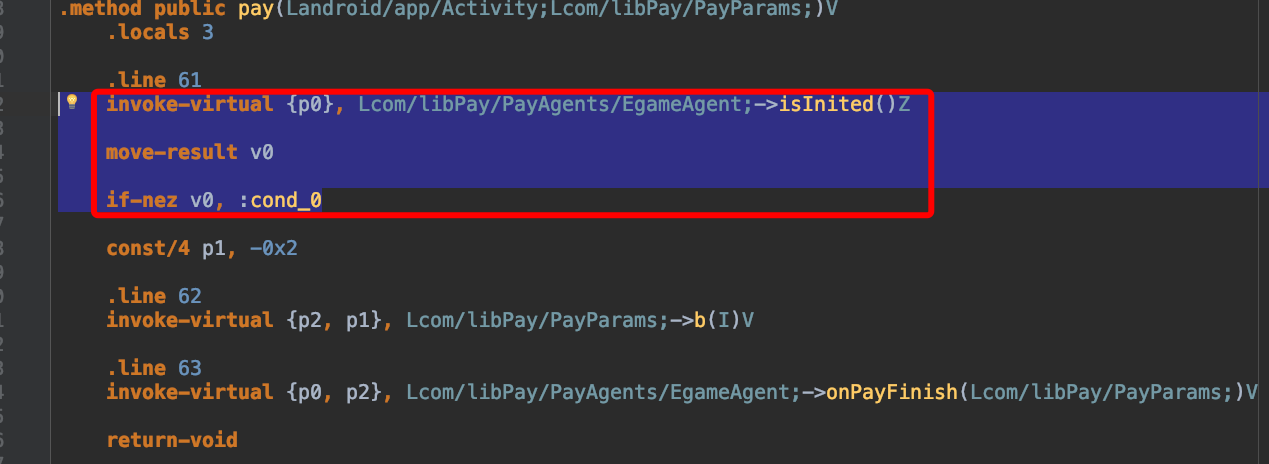 .method public pay(Landroid/app/Activity;Lcom/libPay/PayParams;)V
.locals 3
.line 61
invoke-virtual {p0}, Lcom/libPay/PayAgents/EgameAgent;->isInited()Z
move-result v0
if-nez v0, :cond_0
const/4 p1, -0x2
.line 62
invoke-virtual {p2, p1}, Lcom/libPay/PayParams;->b(I)V
.line 63
invoke-virtual {p0, p2}, Lcom/libPay/PayAgents/EgameAgent;->onPayFinish(Lcom/libPay/PayParams;)V
return-void